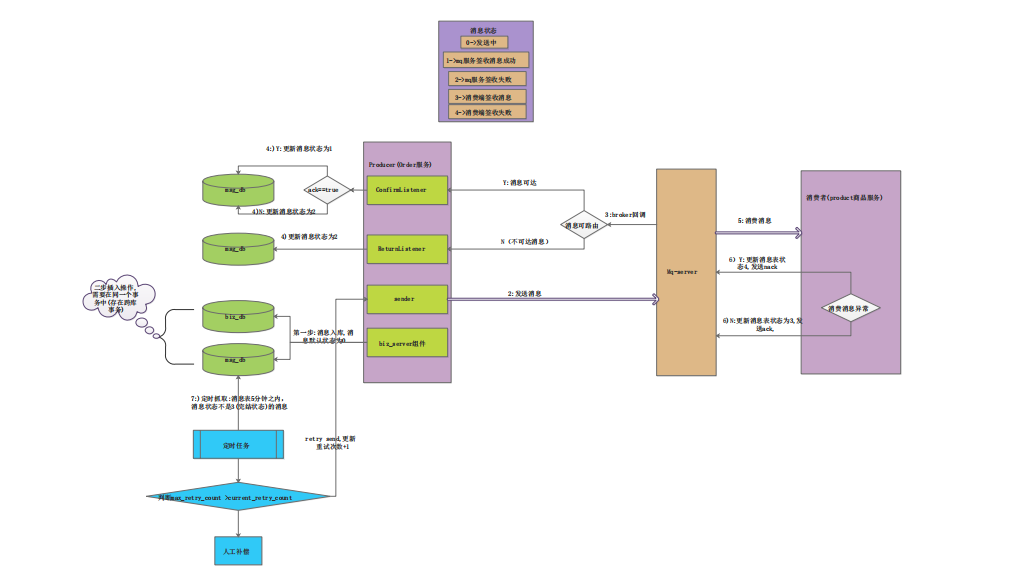 消息状态
0->发送中
1->mq服务签收消息成功
2->mq服务签收失败
3->消费端签收消息
4->消费端签收失败
4:)Y:更新消息状态为1
Producer(Order服务)
msg_db
ack==true
ConfirmListener
Y:消息可达
4)N:更新消息状态为2
3:broker回调
消息可路由
消费者(product商品服务)
5:消费消息
4)更新消息状态为2
msg_db
ReturnListener
N（不可达消息）
Mq-server
6）Y:更新消息表状
态4,发送nack
二步插入操作,
需要在同一个事
务中(存在跨库
事务)
sender
2:发送消息
消费消息异常
biz_db
第一步:消息入库,消
息默认状态为0
biz_server组件
6)N:更新消息表状态为3,发
送ack,
msg_db
7:)定时抓取:消息表5分钟之内,
消息状态不是3(完结状态)的消息
定时任务
retry send,更新
重试次数+1
判断max_retry_count >current_retry_count
人工补偿